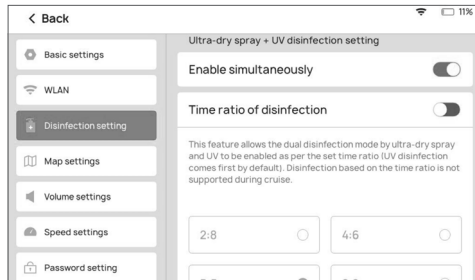 < Back
11%
Basic settings
WLAN
Disinfection setting
Map settings
Volume settings
Speed settings
Password setting
Ultra-dry spray + UV disinfection setting
Enable simultaneously
Time ratio of disinfection
This feature allows the dual disinfection mode by ultra-dry spray
and UV to be enabled as per the set time ratio (UV disinfection
comes first by default). Disinfection based on the time ratio is not
supported during cruise.
2:8
4:6